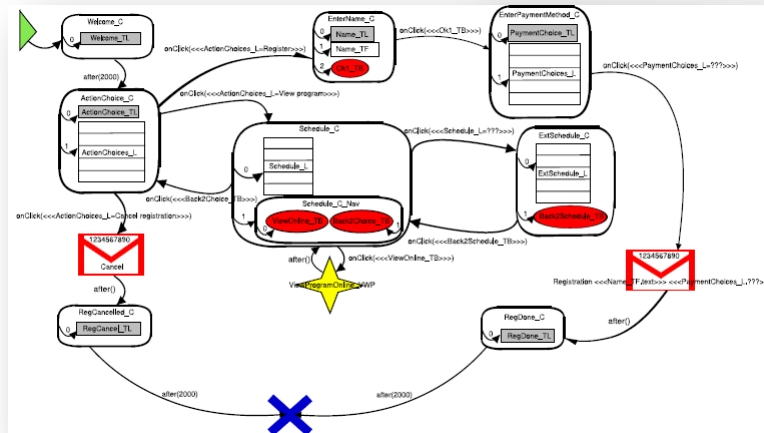 Welcome_C
0
Welcome_TL
after(2000)
ActionChoice_C
0
ActionChoice_TL
1
ActionChoices_L
onClick(<<<ActionChoices_L=Register>>>)
EnterName_C
0
Name_TL
1
Name_TF
2
Ok1_TB
onClick(<<<Ok1_TB>>>)
EnterPaymentMethod_C
0
PaymentChoice_TL
1
PaymentChoices_L
onClick(<<<PaymentChoices_L=???>>>)
onClick(<<<ActionChoices_L=View program>>>)
Schedule_C
0
Schedule_L
1
Schedule_C_Nav
0
ViewOnline_TB
1
Back2Choice_TB
onClick(<<<Schedule_L=???>>>)
ExtSchedule_C
0
ExtSchedule_L
1
Back2Schedule_TB
onClick(<<<Back2Choice_TB>>>)
onClick(<<<Back2Schedule_TB>>>)
onClick(<<<ActionChoices_L=Cancel registration>>>)
1234567890
Cancel
after()
onClick(<<<ViewOnline_TB>>>)
after()
1234567890
Registration <<<Name_TF,text>>> <<<PaymentChoices_L,???>>>
after()
RegCancelled_C
0
RegCancel_TL
RegDone_C
0
RegDone_TL
after(2000)
after(2000)